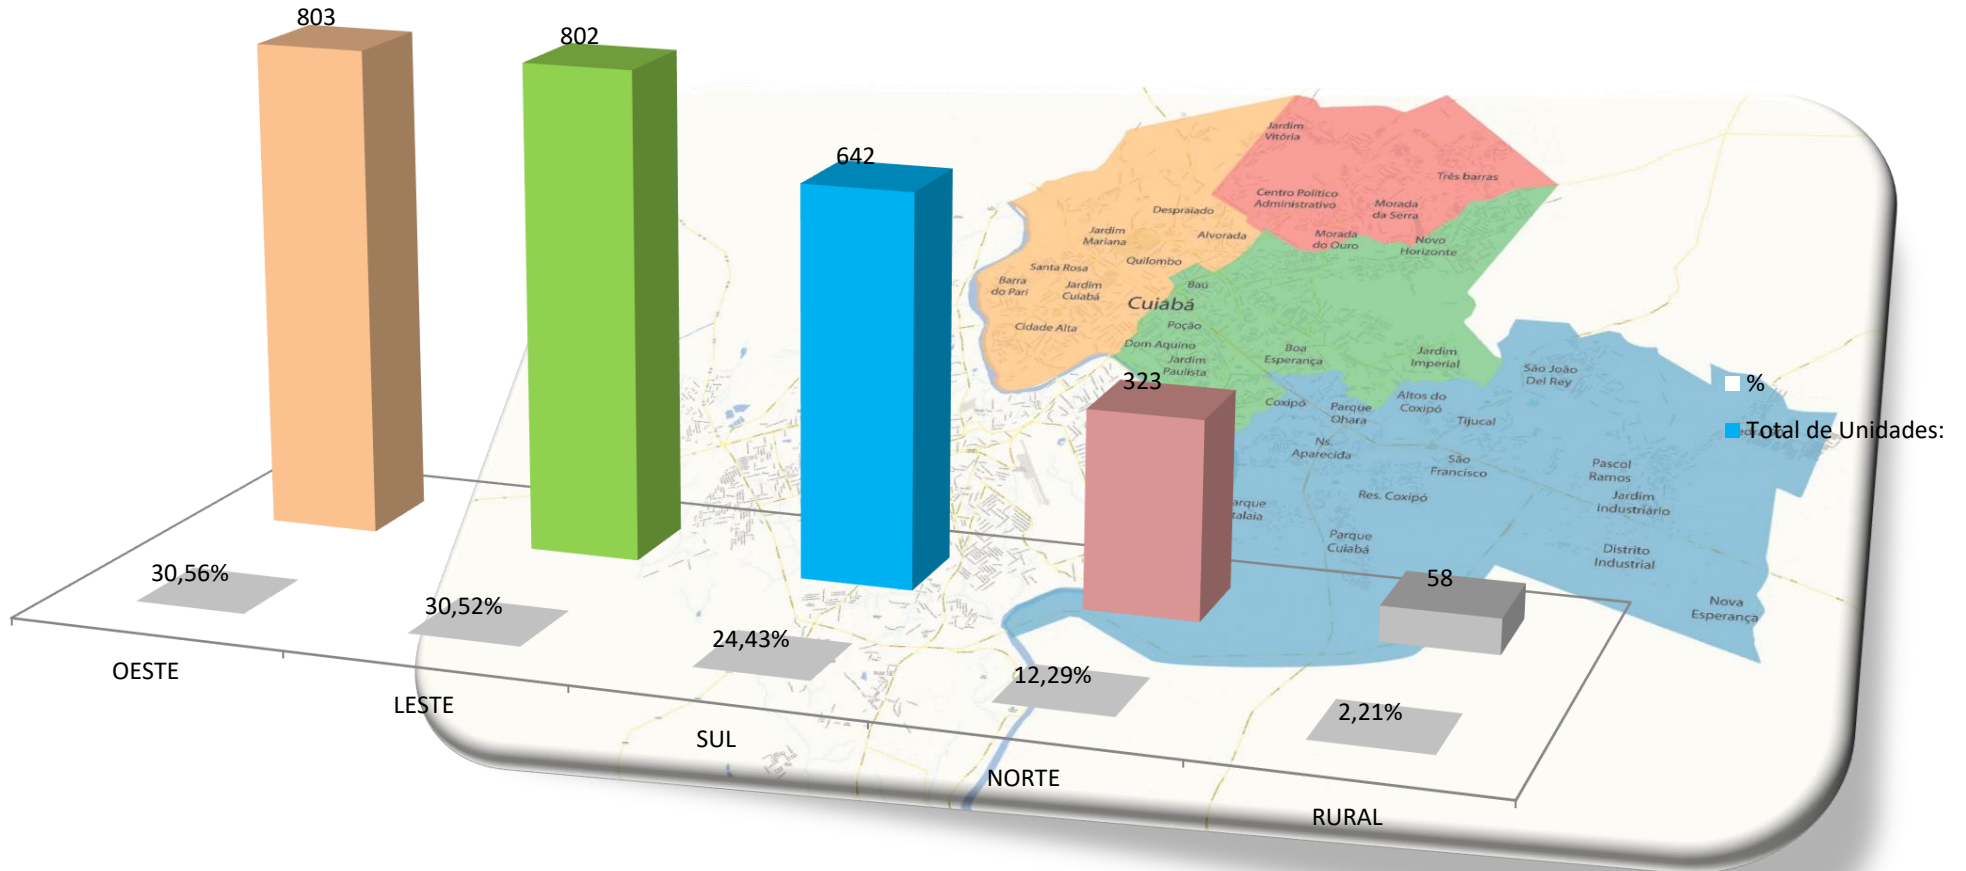 803
802
642
323
58
30,56%
30,52%
24,43%
12,29%
2,21%
OESTE
LESTE
SUL
NORTE
RURAL
%
Total de Unidades:
Jardim
Vitória
Três barras
Centro Político
Administrativo
Morada
da Serra
Despraiado
Jardim
Mariana
Alvorada
Morada
do Ouro
Novo
Horizonte
Santa Rosa
Quilombo
Barra
do Pari
Jardim
Cuiabá
Baú
Cuiabá
Cidade Alta
Poção
Dom Aquino
Jardim
Paulista
Boa
Esperança
Jardim
Imperial
São João
Del Rey
Coxipó
Parque
Ohara
Altos do
Coxipó
Tijucal
Ns.
Aparecida
São
Francisco
Pascol
Ramos
Res. Coxipó
Jardim
Industriário
Parque
Cuiabá
Distrito
Industrial
Nova
Esperança